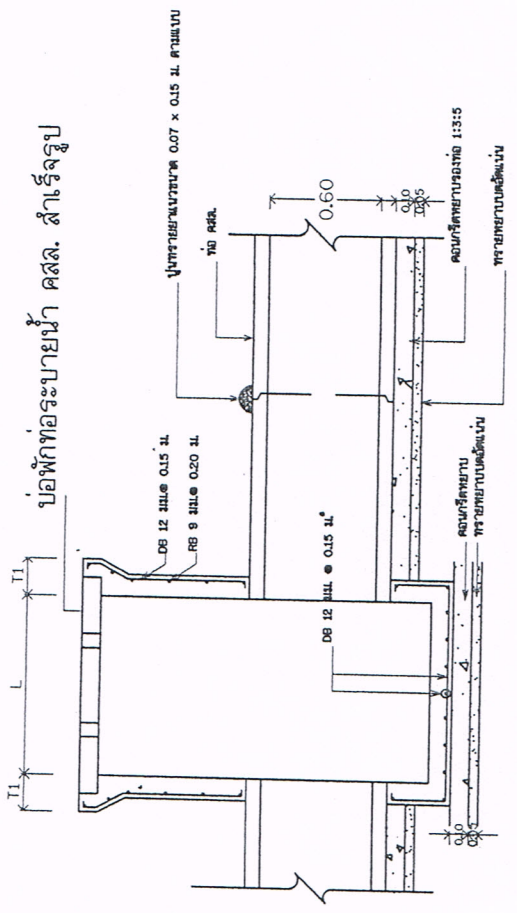 บ่อพักท่อระบายน้ำ คสล. สำเร็จรูป
T1
L
T1
DB 12 มม.@ 0.15 ม.
RB 9 มม.@ 0.20 ม.
ปูนทรายยาแนวขนาด 0.07 x 0.15 ม. ตามแบบ
ท่อ คสล.
0.60
0.10
0.05
DB 12 มม. @ 0.15 ม.
คอนกรีตหยาบรองท่อ 1:3:5
ทรายหยาบบดอัดแน่น
คอนกรีตหยาบ
ทรายหยาบบดอัดแน่น
0.10
0.05